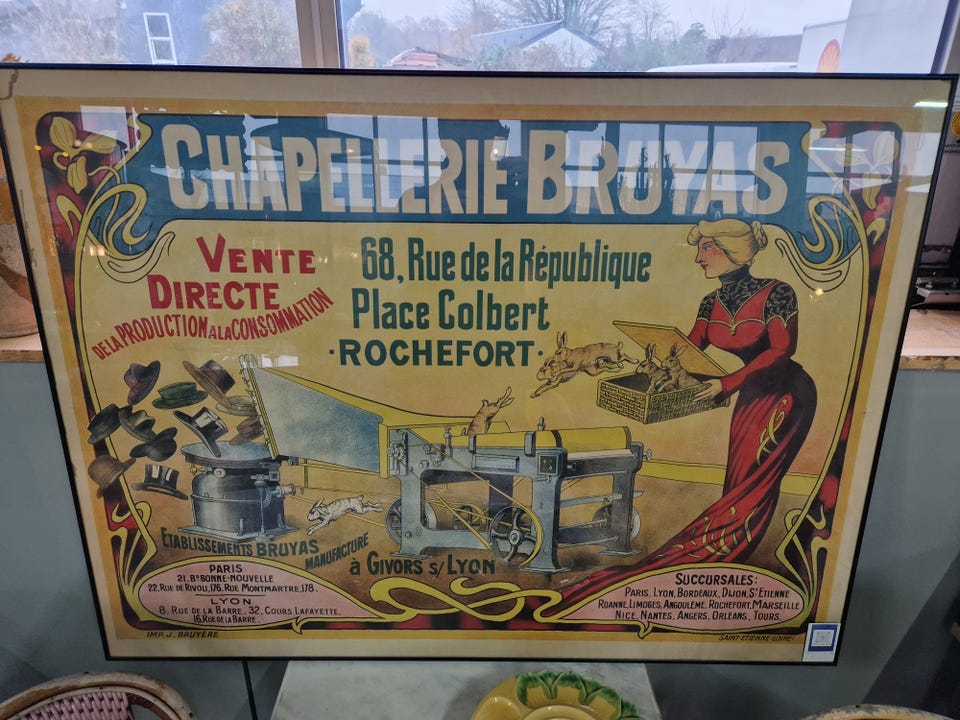 CHAPELLERIE BRUYAS
VENTE
DIRECTE
DE LA PRODUCTION A LA CONSOMMATION
68, Rue de la République
Place Colbert
·ROCHEFORT·
ETABLISSEMENTS BRUYAS
MANUFACTURE
à GIVORS s/LYON
PARIS
21, Bd BONNE-NOUVELLE
22, RUE DE RIVOLI, 176, RUE MONTMARTRE, 178.
LYON
8, RUE DE LA BARRE, 32, COURS LAFAYETTE.
16, RUE DE LA BARRE.
SUCCURSALES:
PARIS, LYON, BORDEAUX, DIJON, St ETIENNE
ROANNE, LIMOGES, ANGOULÊME, ROCHEFORT, MARSEILLE
NICE, NANTES, ANGERS, ORLEANS, TOURS.
IMP. J. BRUYÈRE
SAINT-ETIENNE (LOIRE)